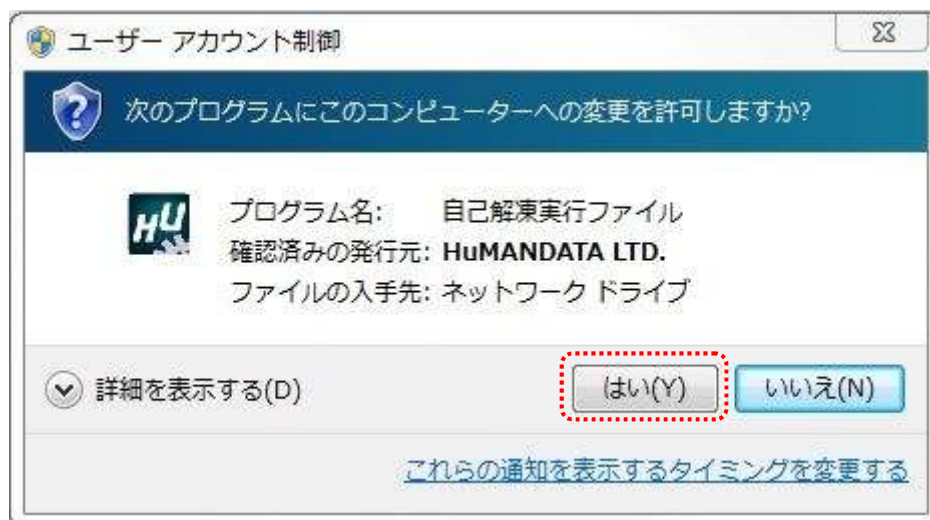 ユーザー アカウント制御
次のプログラムにこのコンピューターへの変更を許可しますか?
HU
プログラム名: 自己解凍実行ファイル
確認済みの発行元: HuMANDATA LTD.
ファイルの入手先: ネットワーク ドライブ
詳細を表示する(D) はい(Y) いいえ(N)
これらの通知を表示するタイミングを変更する